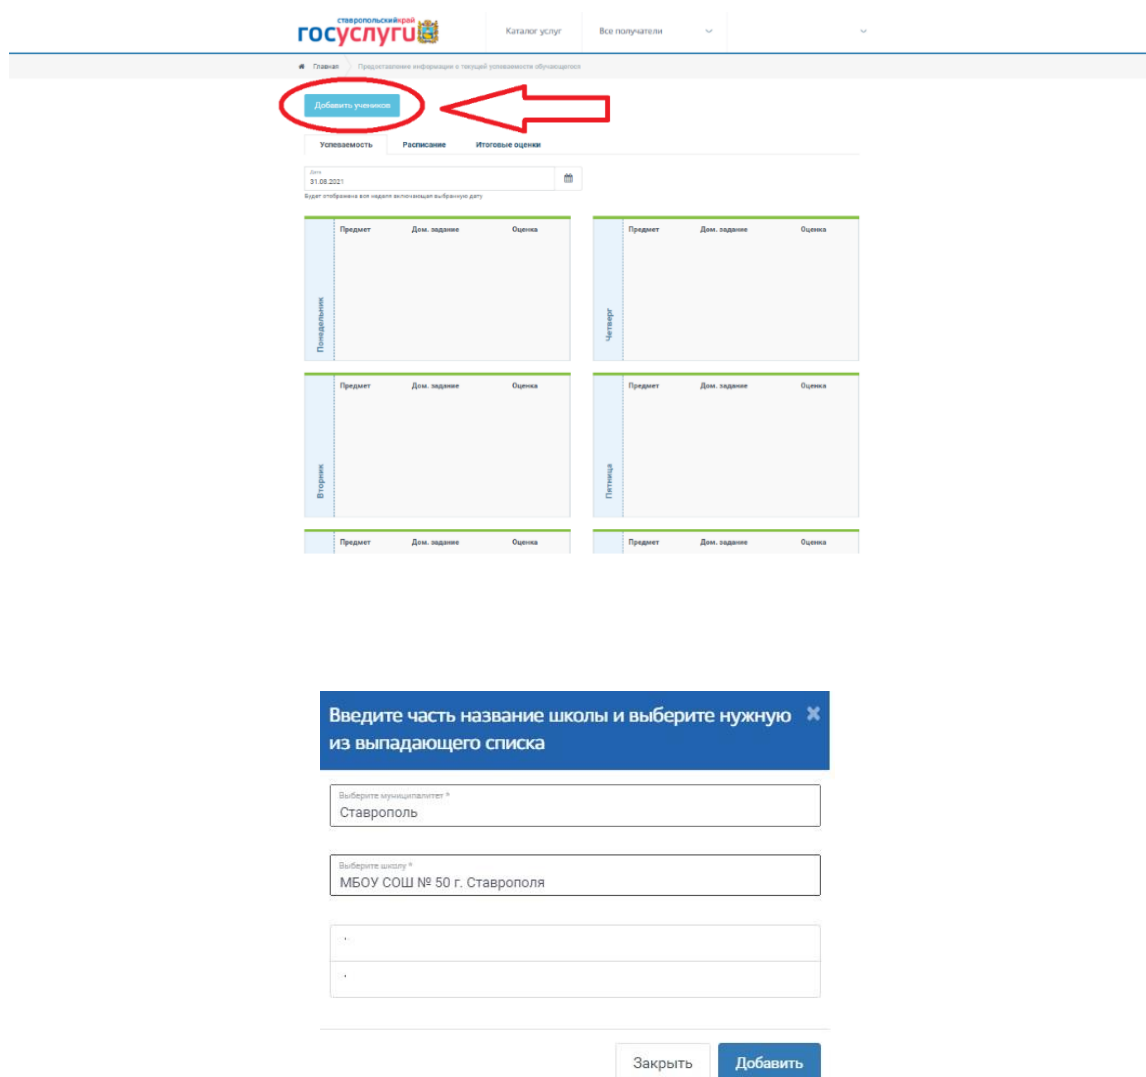 ставропольскийкрай
госуслуги
Каталог услуг
Все получатели
Главная
Предоставление информации о текущей успеваемости обучающегося
Добавить учеников
Успеваемость
Расписание
Итоговые оценки
Дата
31.08.2021
Будет отображена вся неделя включающая выбранную дату
Предмет Дом. задание Оценка
Понедельник
Предмет Дом. задание Оценка
Четверг
Предмет Дом. задание Оценка
Вторник
Предмет Дом. задание Оценка
Пятница
Предмет Дом. задание Оценка
Предмет Дом. задание Оценка
Введите часть название школы и выберите нужную
из выпадающего списка
Выберите муниципалитет *
Ставрополь
Выберите школу *
МБОУ СОШ № 50 г. Ставрополя
Закрыть
Добавить